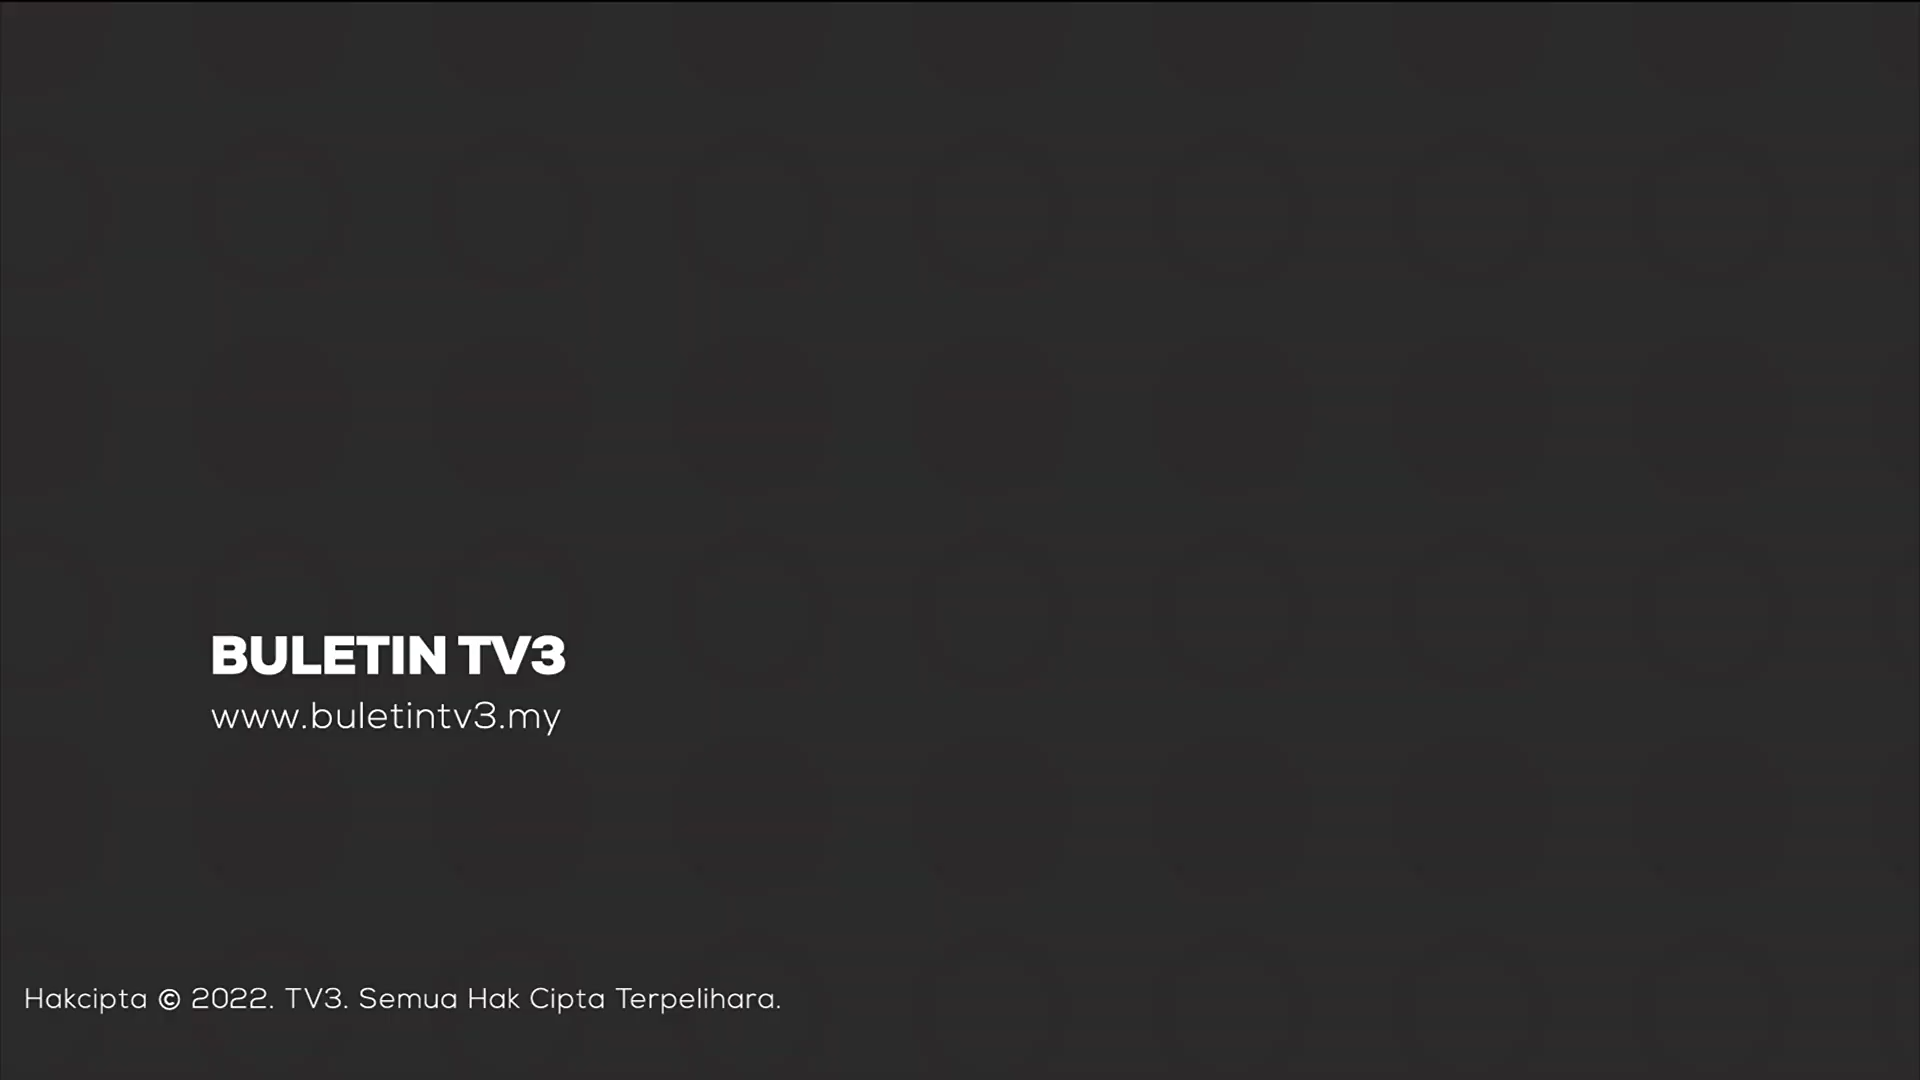 BULETIN TV3
www.buletintv3.my
Hakcipta © 2022. TV3. Semua Hak Cipta Terpelihara.